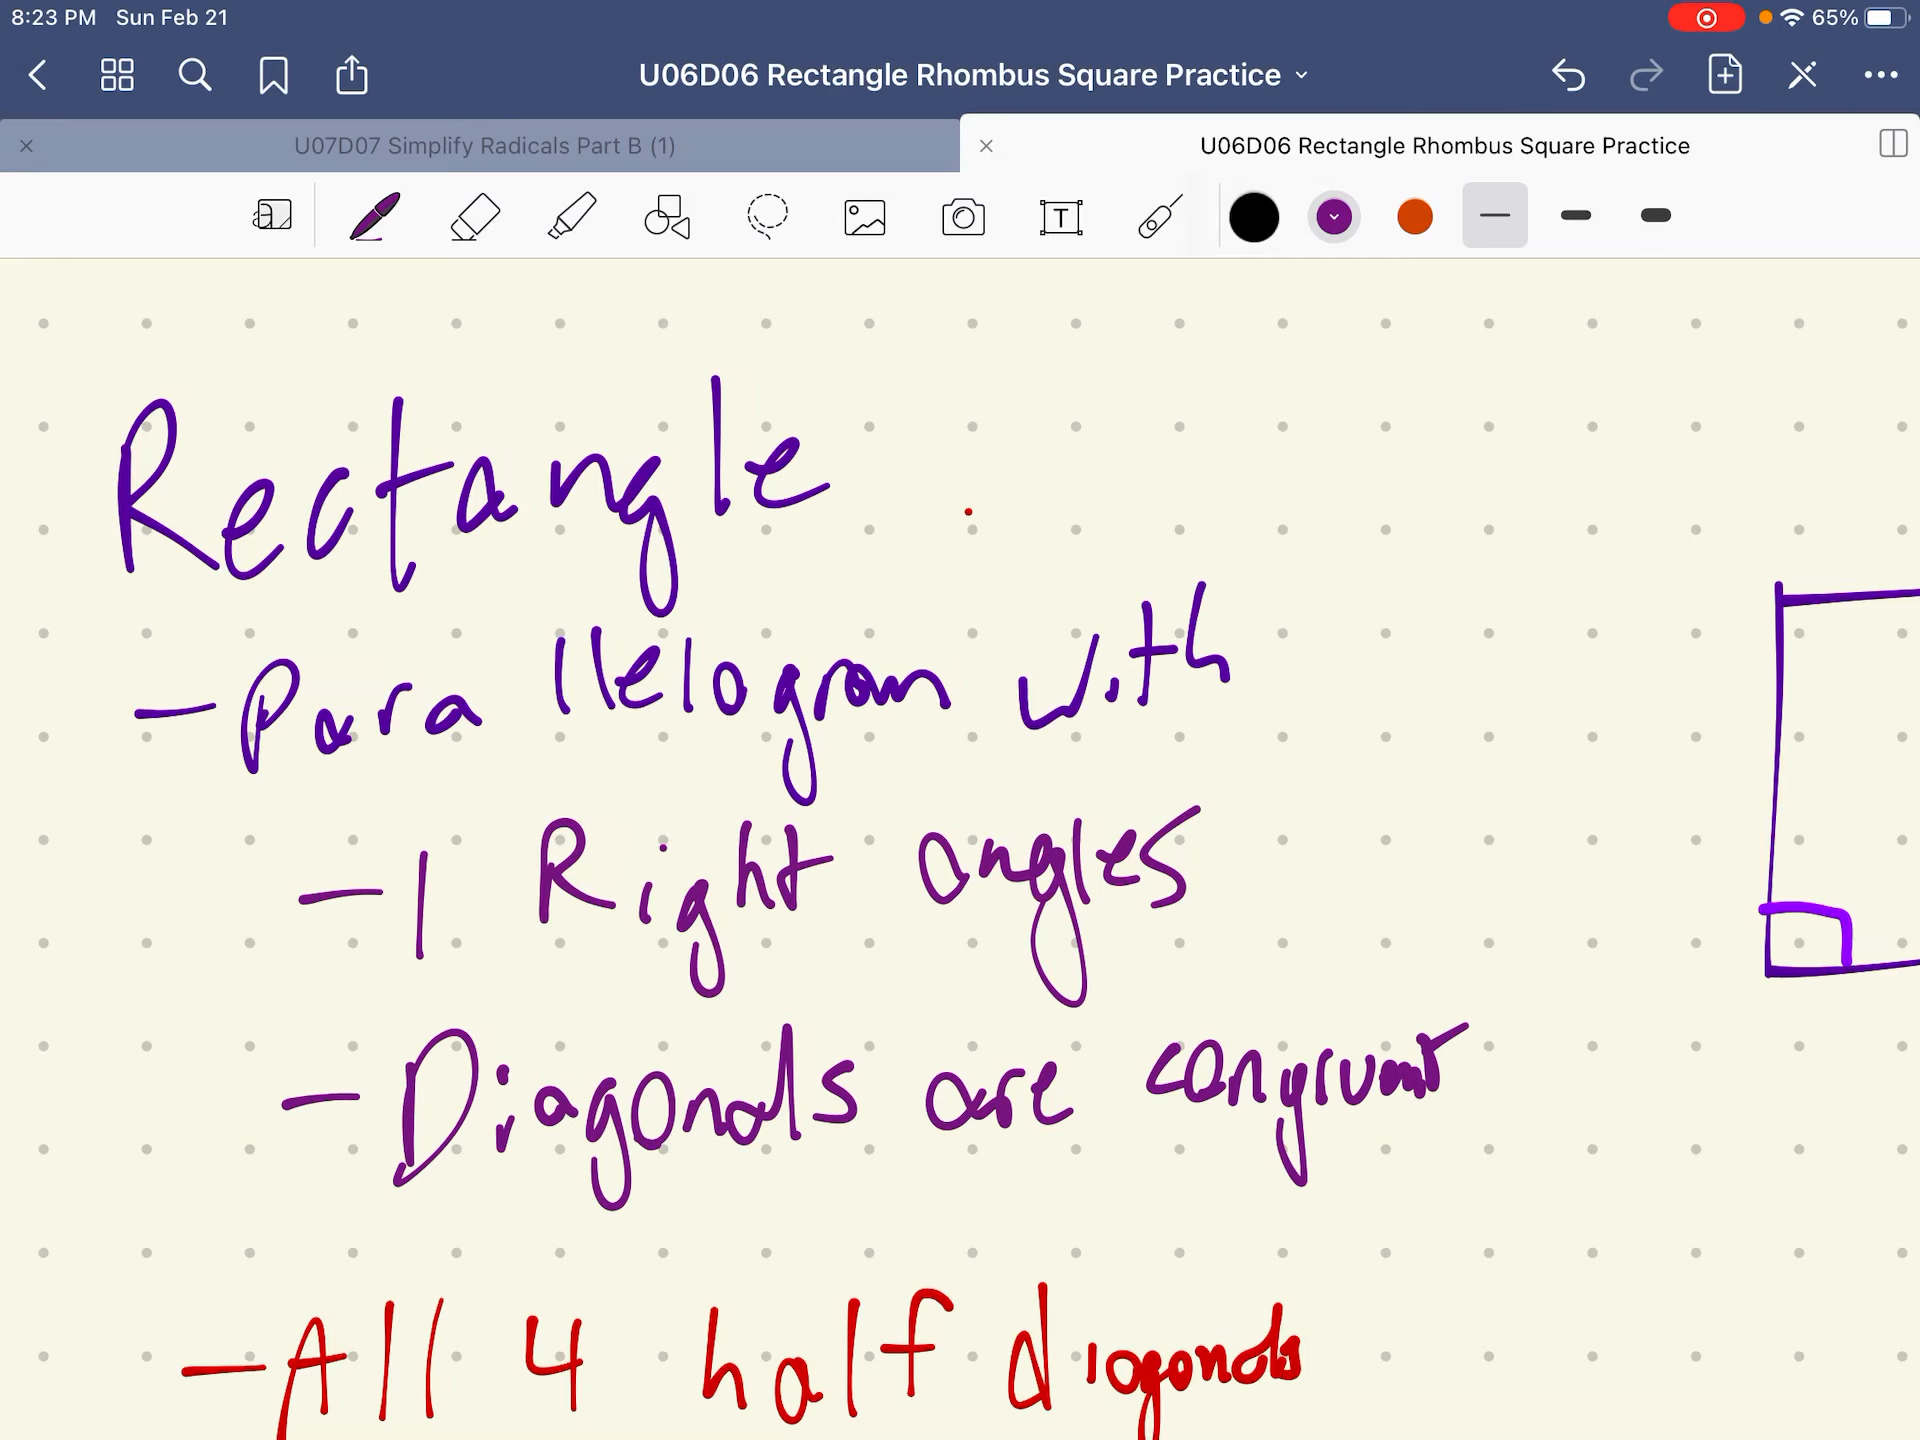 8:23 PM Sun Feb 21
65%
U06D06 Rectangle Rhombus Square Practice
U07D07 Simplify Radicals Part B (1)
U06D06 Rectangle Rhombus Square Practice
T
Rectangle
- Parallelogram with
- 1 Right angles
- Diagonals are congruent
- All 4 half diagonals